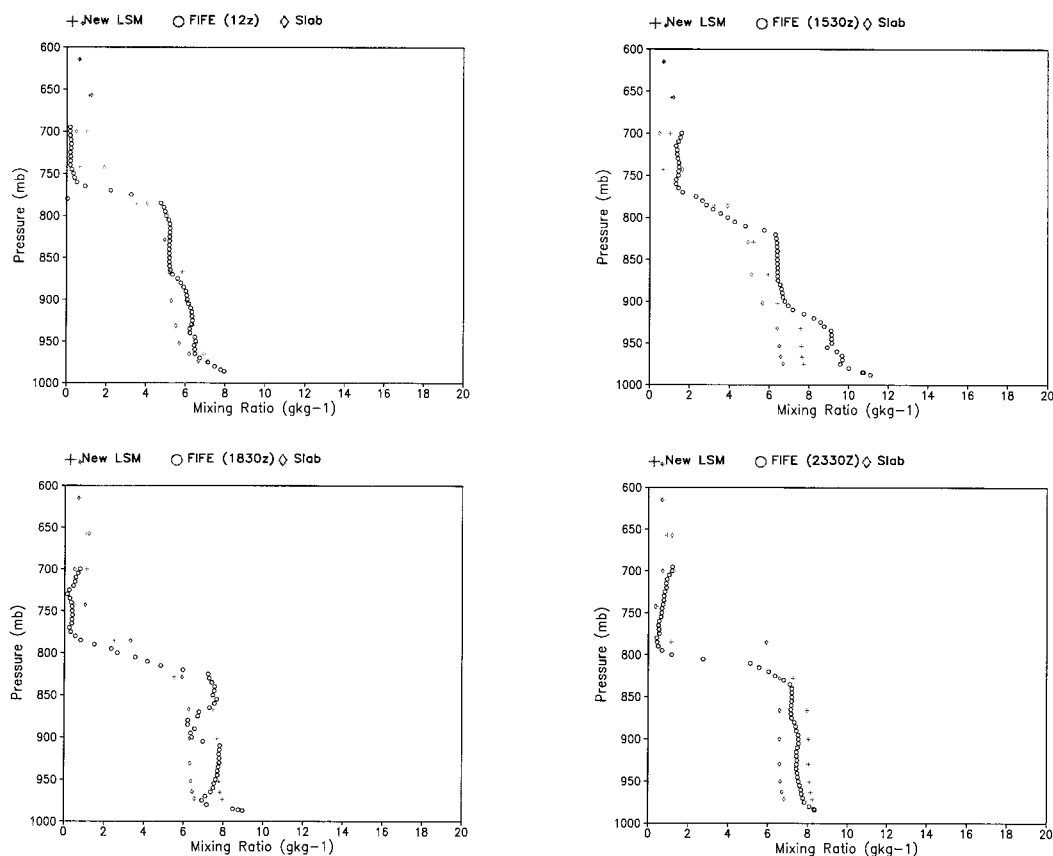 New LSM FIFE (12z) Slab
600
650
700
750
800
850
900
950
1000
Pressure (mb)
0 2 4 6 8 10 12 14 16 18 20
Mixing Ratio (gkg-1)
New LSM FIFE (1530z) Slab
600
650
700
750
800
850
900
950
1000
Pressure (mb)
0 2 4 6 8 10 12 14 16 18 20
Mixing Ratio (gkg-1)
New LSM FIFE (1830z) Slab
600
650
700
750
800
850
900
950
1000
Pressure (mb)
0 2 4 6 8 10 12 14 16 18 20
Mixing Ratio (gkg-1)
New LSM FIFE (2330Z) Slab
600
650
700
750
800
850
900
950
1000
Pressure (mb)
0 2 4 6 8 10 12 14 16 18 20
Mixing Ratio (gkg-1)